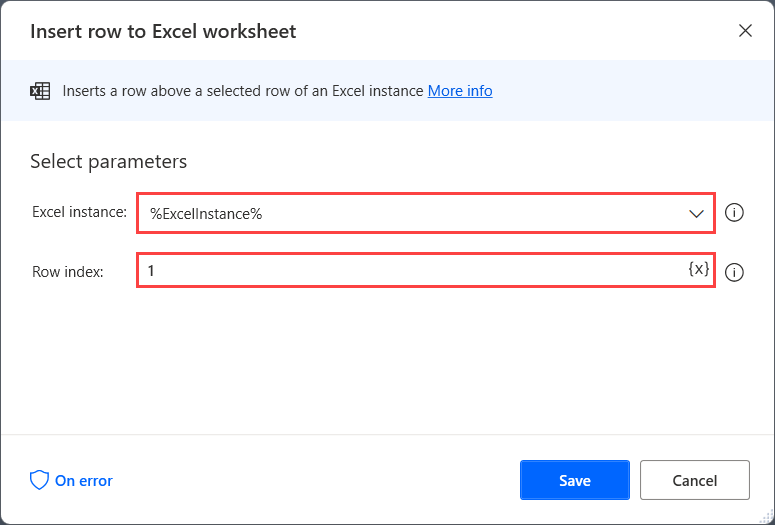 Insert row to Excel worksheet
Inserts a row above a selected row of an Excel instance More info
Select parameters
Excel instance: %ExcelInstance%
Row index: 1 {x}
On error Save Cancel